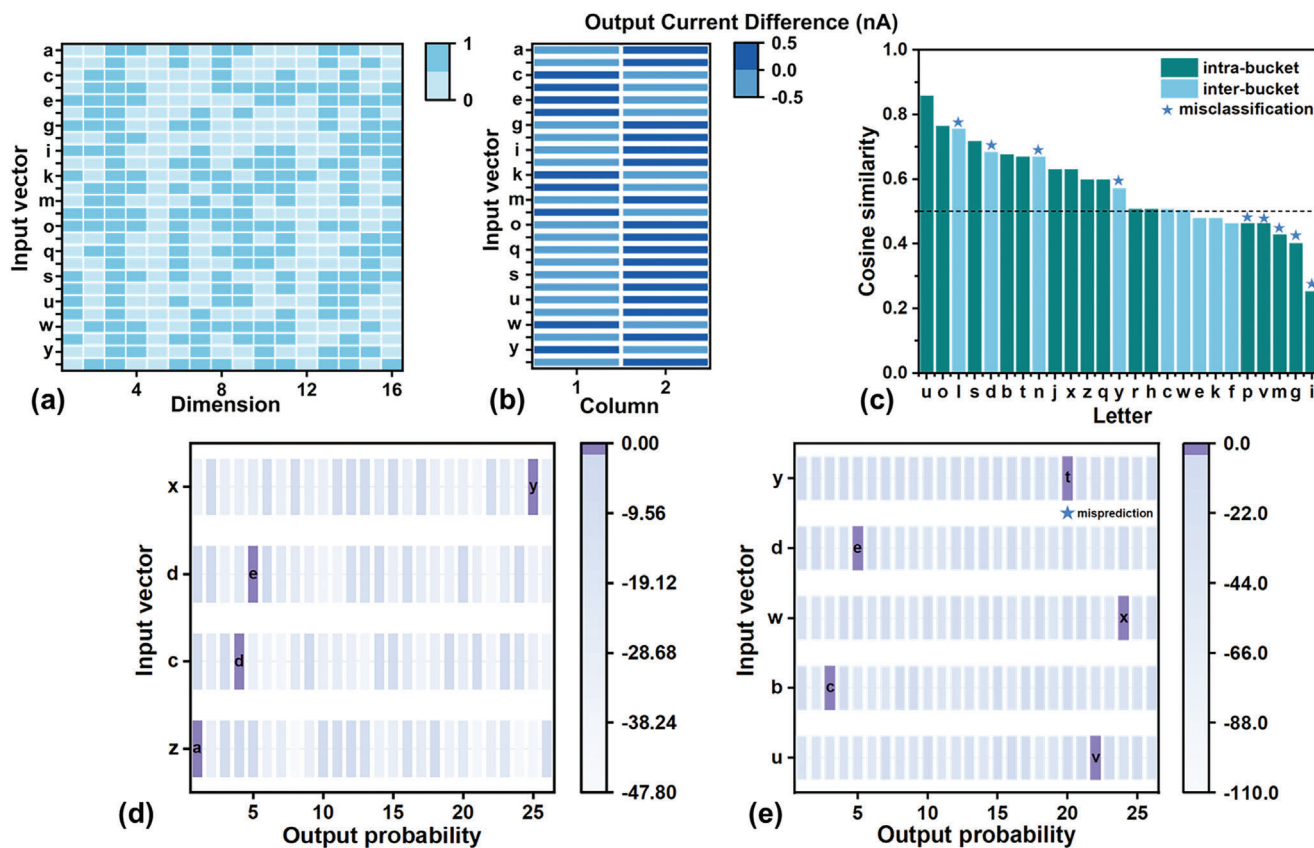 Output Current Difference (nA)
a
c
e
g
i
k
m
o
q
s
u
w
y
Input vector
4
8
12
16
Dimension
1
0
(a)
a
c
e
g
i
k
m
o
q
s
u
w
y
Input vector
1
2
Column
0.5
0.0
-0.5
(b)
1.0
0.8
0.6
0.4
0.2
0.0
Cosine similarity
intra-bucket
inter-bucket
misclassification
u o l s d b t n j x z q y r h c w e k f p v m g i
Letter
(c)
x
d
c
z
Input vector
y
e
d
a
5
10
15
20
25
Output probability
0.00
-9.56
-19.12
-28.68
-38.24
-47.80
(d)
y
d
w
b
u
Input vector
t
misprediction
e
x
c
v
5
10
15
20
25
Output probability
0.0
-22.0
-44.0
-66.0
-88.0
-110.0
(e)